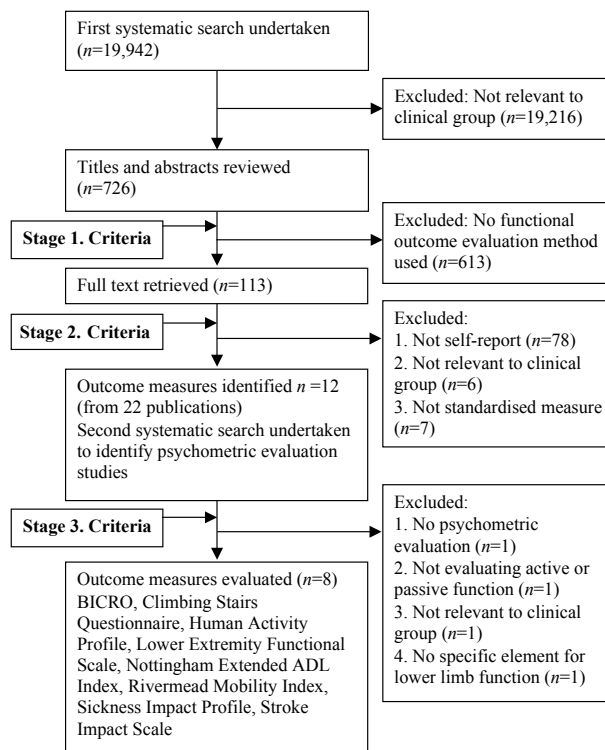 First systematic search undertaken
(n=19,942)
Excluded: Not relevant to
clinical group (n=19,216)
Titles and abstracts reviewed
(n=726)
Stage 1. Criteria
Excluded: No functional
outcome evaluation method
used (n=613)
Full text retrieved (n=113)
Stage 2. Criteria
Excluded:
1. Not self-report (n=78)
2. Not relevant to clinical
group (n=6)
3. Not standardised measure
(n=7)
Outcome measures identified n =12
(from 22 publications)
Second systematic search undertaken
to identify psychometric evaluation
studies
Stage 3. Criteria
Excluded:
1. No psychometric
evaluation (n=1)
2. Not evaluating active or
passive function (n=1)
3. Not relevant to clinical
group (n=1)
4. No specific element for
lower limb function (n=1)
Outcome measures evaluated (n=8)
BICRO, Climbing Stairs
Questionnaire, Human Activity
Profile, Lower Extremity Functional
Scale, Nottingham Extended ADL
Index, Rivermead Mobility Index,
Sickness Impact Profile, Stroke
Impact Scale